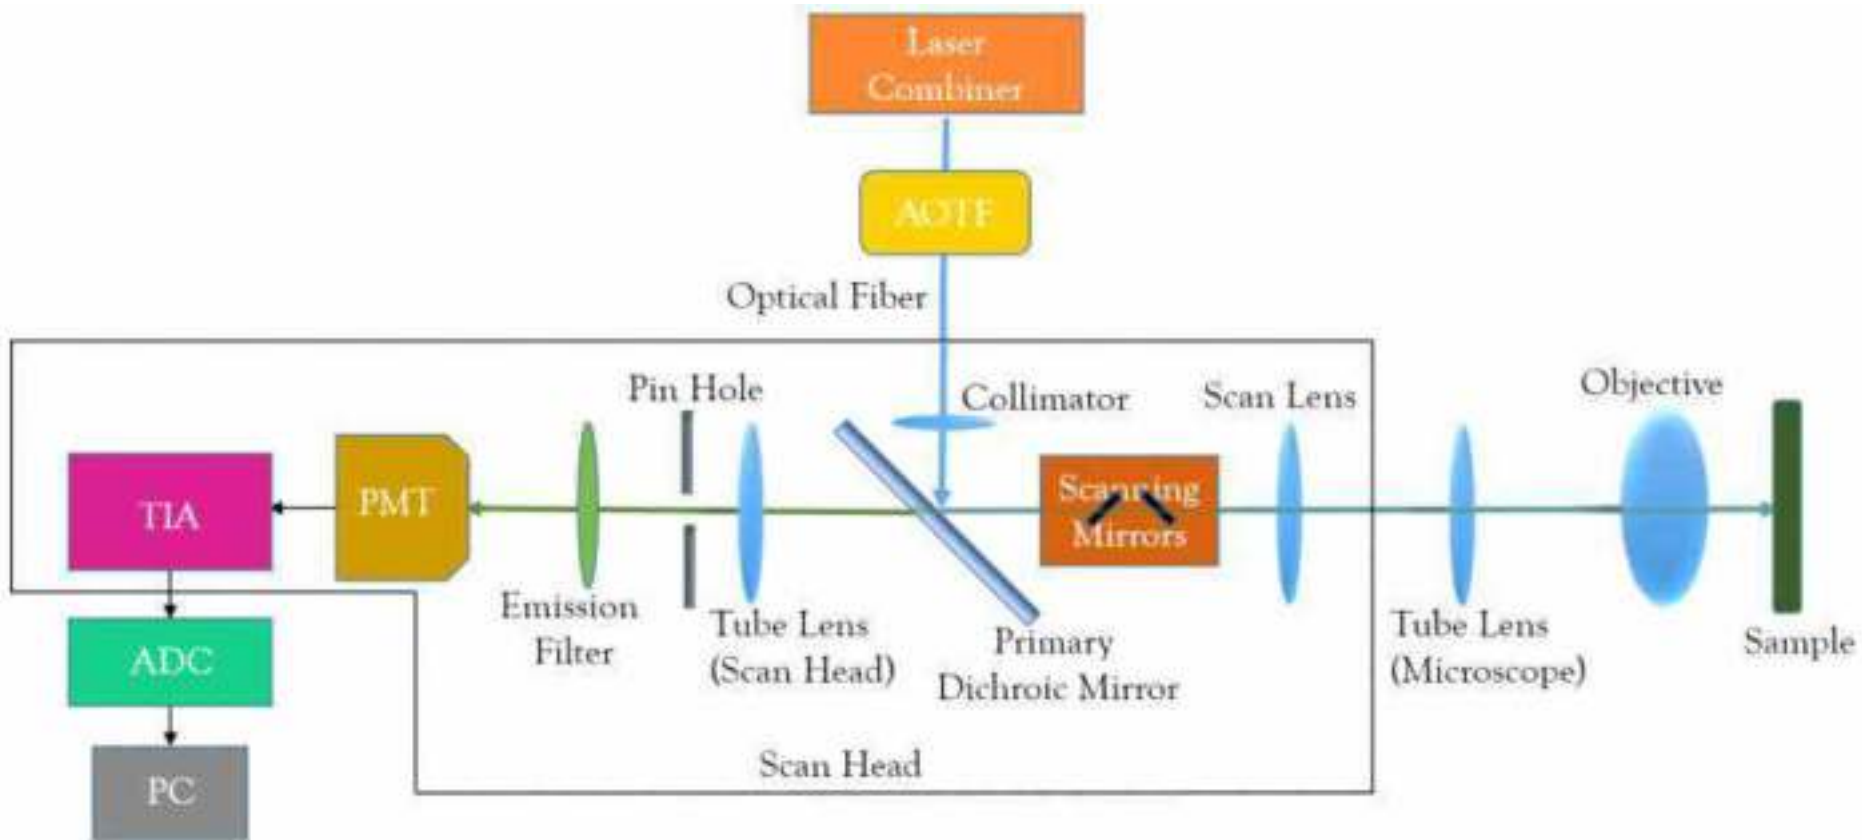 Laser
Combiner
AOTF
Optical Fiber
Pin Hole
Collimator
Scan Lens
Objective
TIA
PMT
Scanning
Mirrors
Emission
Filter
Tube Lens
(Scan Head)
Primary
Dichroic Mirror
Tube Lens
(Microscope)
Sample
ADC
Scan Head
PC